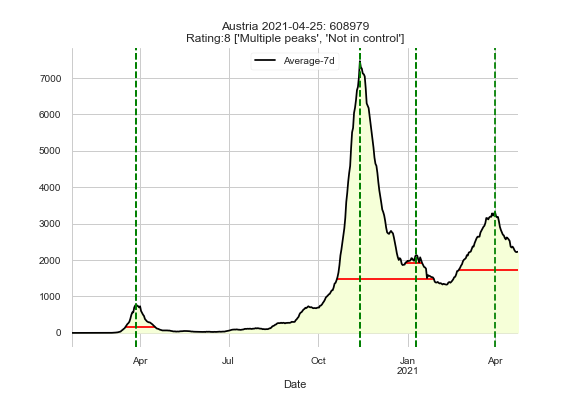 Austria 2021-04-25: 608979
Rating:8 ['Multiple peaks', 'Not in control']
Average-7d
7000
6000
5000
4000
3000
2000
1000
0
Apr
Jul
Oct
Jan
2021
Apr
Date